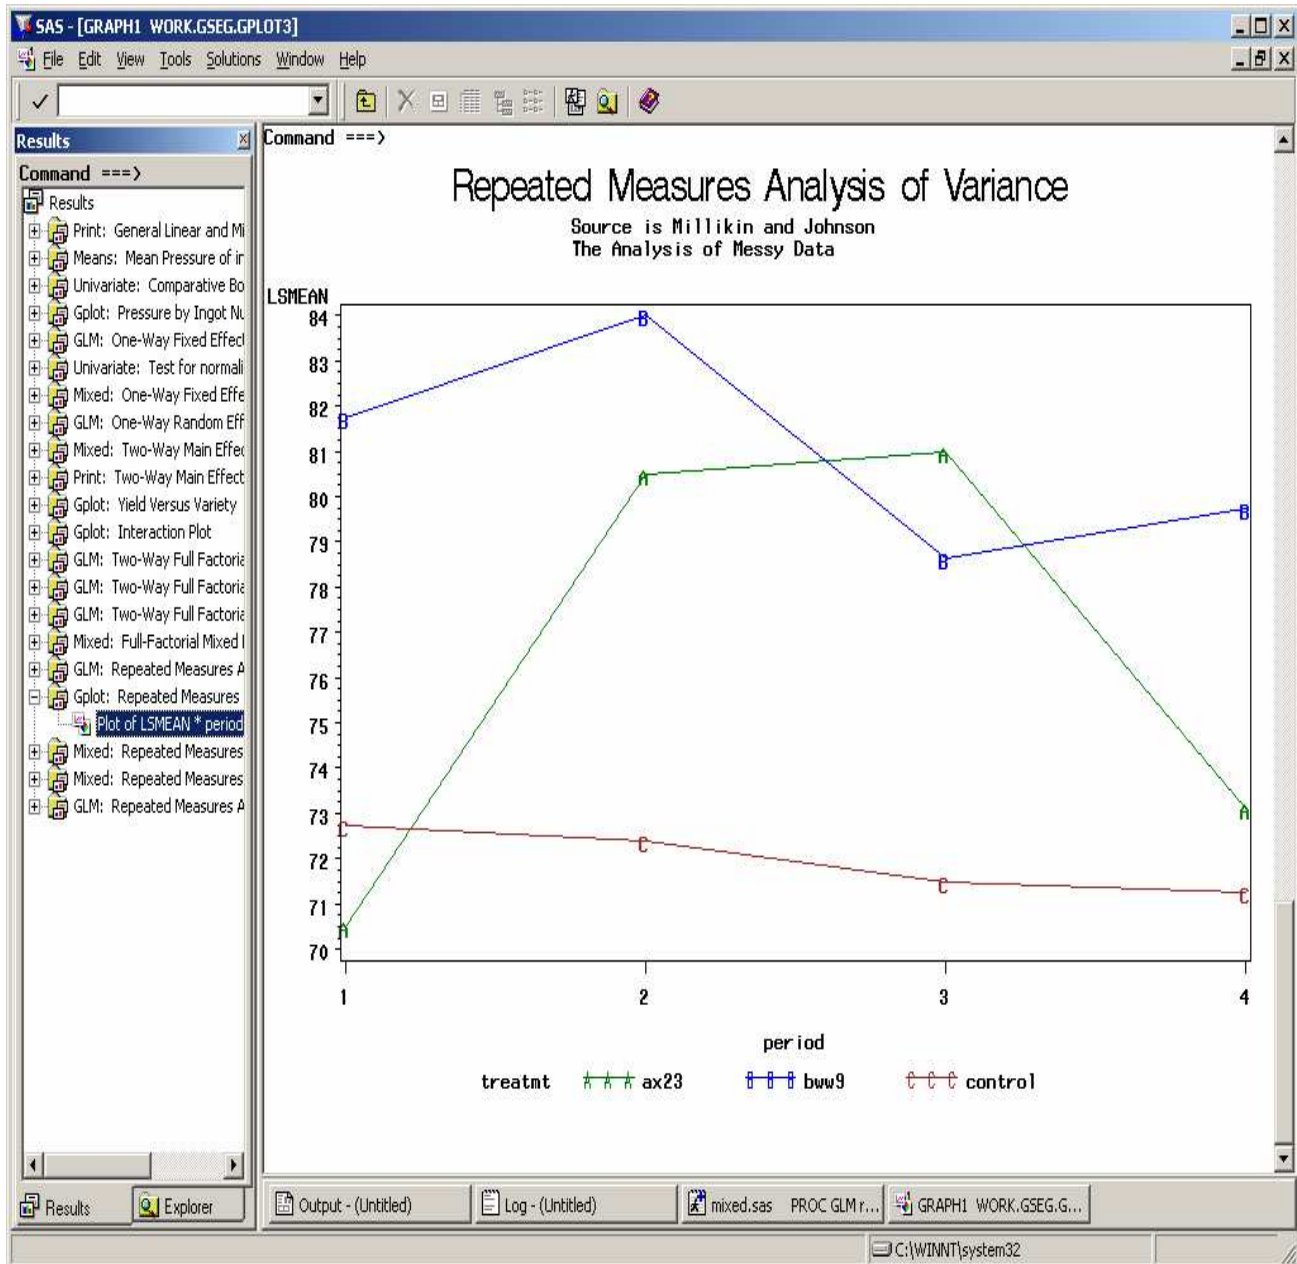 SAS - [GRAPH1 WORK.GSEG.GPLOT3]
File Edit View Tools Solutions Window Help
Results
Command ===>
Results
Print: General Linear and Mi
Means: Mean Pressure of ir
Univariate: Comparative Bo
Gplot: Pressure by Ingot Nu
GLM: One-Way Fixed Effect
Univariate: Test for normali
Mixed: One-Way Fixed Effe
GLM: One-Way Random Eff
Mixed: Two-Way Main Effec
Print: Two-Way Main Effect
Gplot: Yield Versus Variety
Gplot: Interaction Plot
GLM: Two-Way Full Factoria
GLM: Two-Way Full Factoria
GLM: Two-Way Full Factoria
Mixed: Full-Factorial Mixed
GLM: Repeated Measures A
Gplot: Repeated Measures
Plot of LSMEAN * period
Mixed: Repeated Measures
Mixed: Repeated Measures
GLM: Repeated Measures A
Results Explorer
Command ===>
Repeated Measures Analysis of Variance
Source is Millikin and Johnson
The Analysis of Messy Data
LSMEAN
84
83
82
81
80
79
78
77
76
75
74
73
72
71
70
B B B B
A A A A
C C C C
1 2 3 4
period
treatmt A A A ax23 B B B bww9 C C C control
Output - (Untitled) Log - (Untitled) mixed.sas PROC GLM r... GRAPH1 WORK.GSEG.G...
C:\WINNT\system32